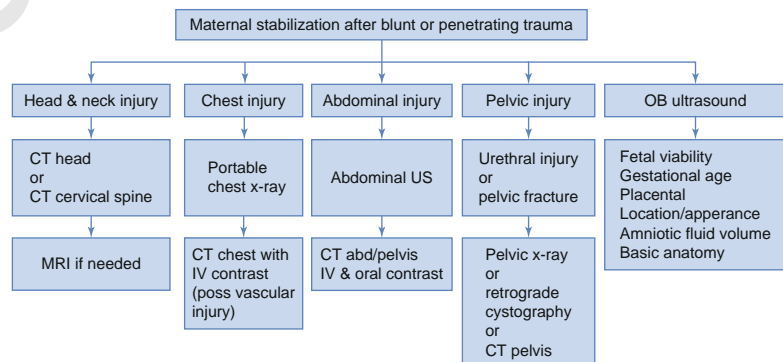 Maternal stabilization after blunt or penetrating trauma
Head & neck injury
Chest injury
Abdominal injury
Pelvic injury
OB ultrasound
CT head
or
CT cervical spine
Portable
chest x-ray
Abdominal US
Urethral injury
or
pelvic fracture
Fetal viability
Gestational age
Placental
Location/apperance
Amniotic fluid volume
Basic anatomy
MRI if needed
CT chest with
IV contrast
(poss vascular
injury)
CT abd/pelvis
IV & oral contrast
Pelvic x-ray
or
retrograde
cystography
or
CT pelvis